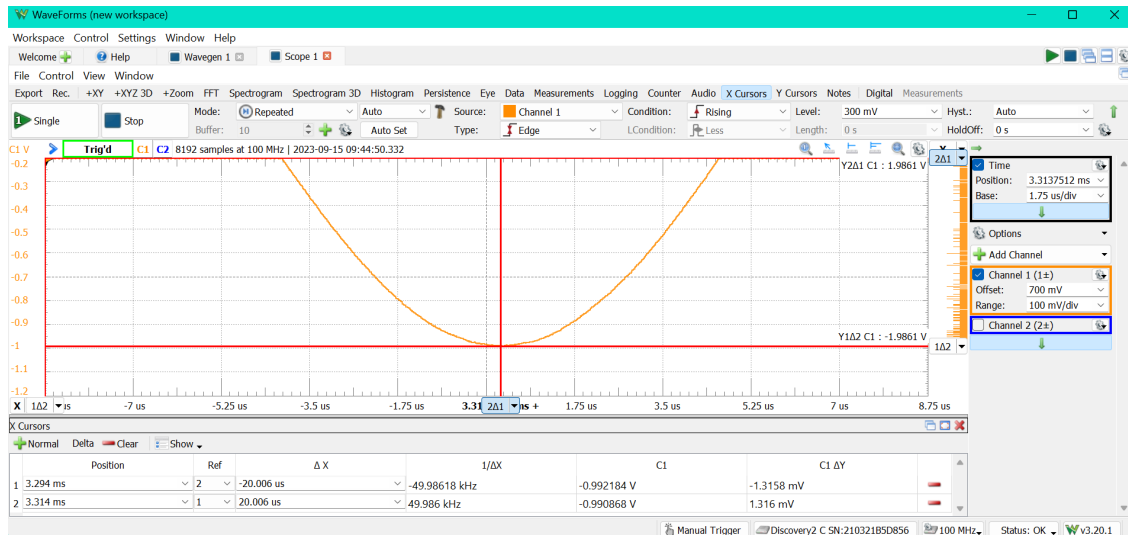 WaveForms (new workspace)
Workspace Control Settings Window Help
Welcome Help Wavegen 1 Scope 1
File Control View Window
Export Rec. +XY +XYZ 3D +Zoom FFT Spectrogram Spectrogram 3D Histogram Persistence Eye Data Measurements Logging Counter Audio X Cursors Y Cursors Notes Digital Measurements
Single Stop Mode: Repeated Auto Source: Channel 1 Condition: Rising Level: 300 mV Hyst.: Auto
Buffer: 10 Auto Set Type: Edge LCondition: Less Length: 0 s HoldOff: 0 s
C1 V Trig'd C1 C2 8192 samples at 100 MHz | 2023-09-15 09:44:50.332
2Δ1
Y2Δ1 C1 : 1.9861 V
-0.2
-0.3
-0.4
-0.5
-0.6
-0.7
-0.8
-0.9
-1
-1.1
-1.2
Y1Δ2 C1 : -1.9861 V
1Δ2
Time
Position: 3.3137512 ms
Base: 1.75 us/div
Options
Add Channel
Channel 1 (1±)
Offset: 700 mV
Range: 100 mV/div
Channel 2 (2±)
X 1Δ2 -7 us -5.25 us -3.5 us -1.75 us 3.31 2Δ1 ns + 1.75 us 3.5 us 5.25 us 7 us 8.75 us
X Cursors
Normal Delta Clear Show
Position Ref Δ X 1/ΔX C1 C1 ΔY
1 3.294 ms 2 -20.006 us -49.98618 kHz -0.992184 V -1.3158 mV
2 3.314 ms 1 20.006 us 49.986 kHz -0.990868 V 1.316 mV
Manual Trigger Discovery2 C SN:210321B5D856 100 MHz Status: OK v3.20.1